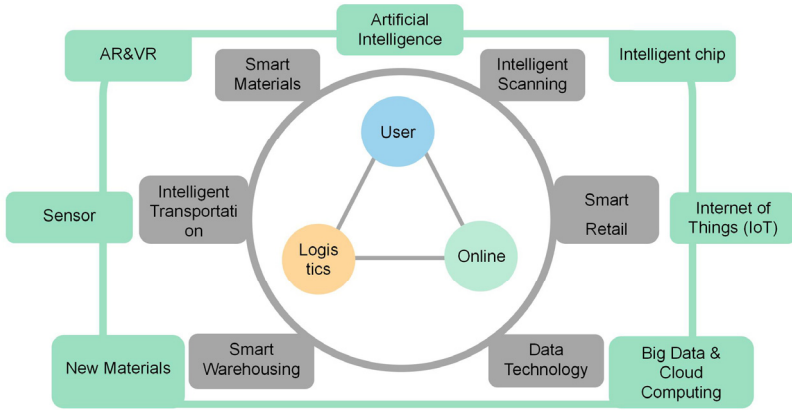 Artificial
Intelligence
AR&VR
Intelligent chip
Smart
Materials
Intelligent
Scanning
User
Sensor
Intelligent
Transportati
on
Smart
Retail
Internet of
Things (IoT)
Logis
tics
Online
New Materials
Smart
Warehousing
Data
Technology
Big Data &
Cloud
Computing